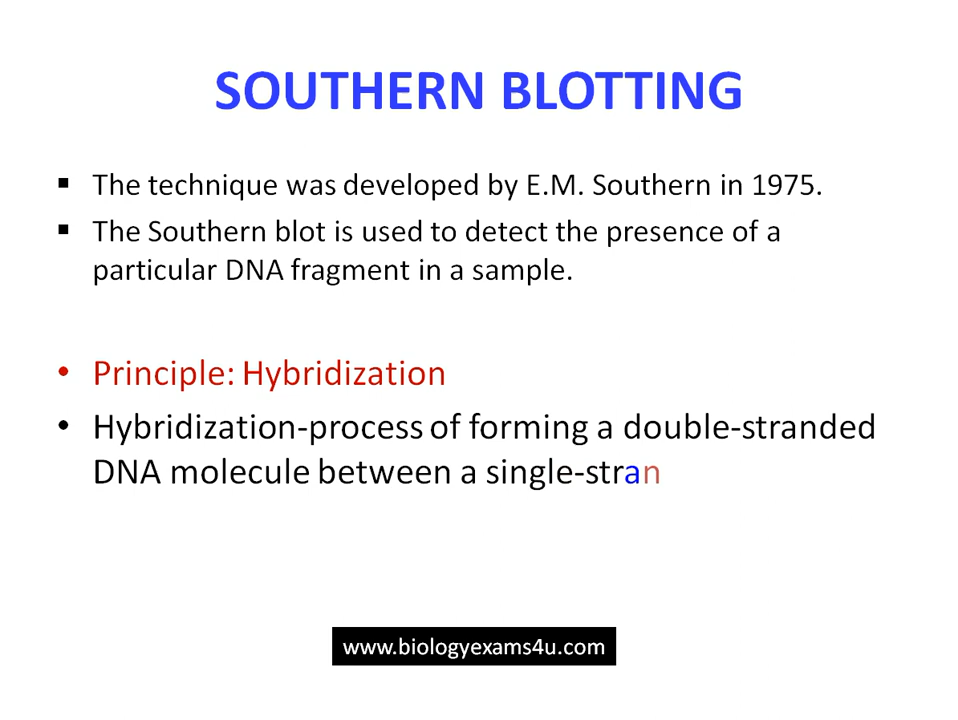 SOUTHERN BLOTTING
▪ The technique was developed by E.M. Southern in 1975.
▪ The Southern blot is used to detect the presence of a
particular DNA fragment in a sample.
• Principle: Hybridization
• Hybridization-process of forming a double-stranded
DNA molecule between a single-stran
www.biologyexams4u.com